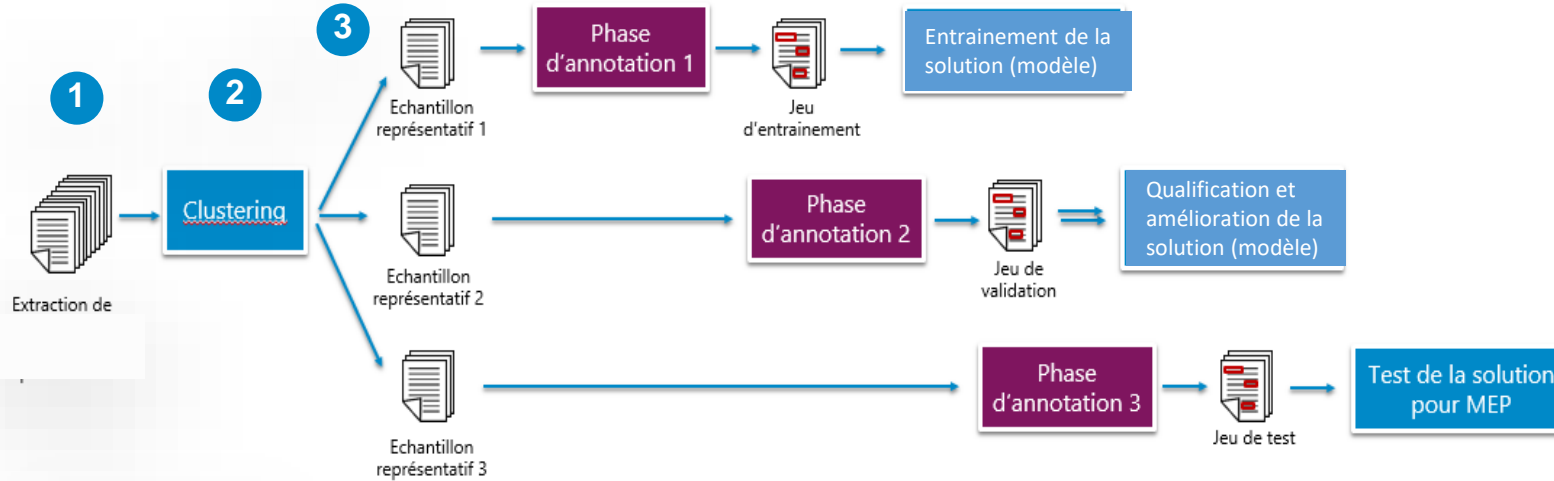 1
2
3
Extraction de
Clustering
Echantillon
représentatif 1
Phase
d'annotation 1
Jeu
d'entrainement
Entrainement de la
solution (modèle)
Echantillon
représentatif 2
Phase
d'annotation 2
Jeu de
validation
Qualification et
amélioration de la
solution (modèle)
Echantillon
représentatif 3
Phase
d'annotation 3
Jeu de test
Test de la solution
pour MEP